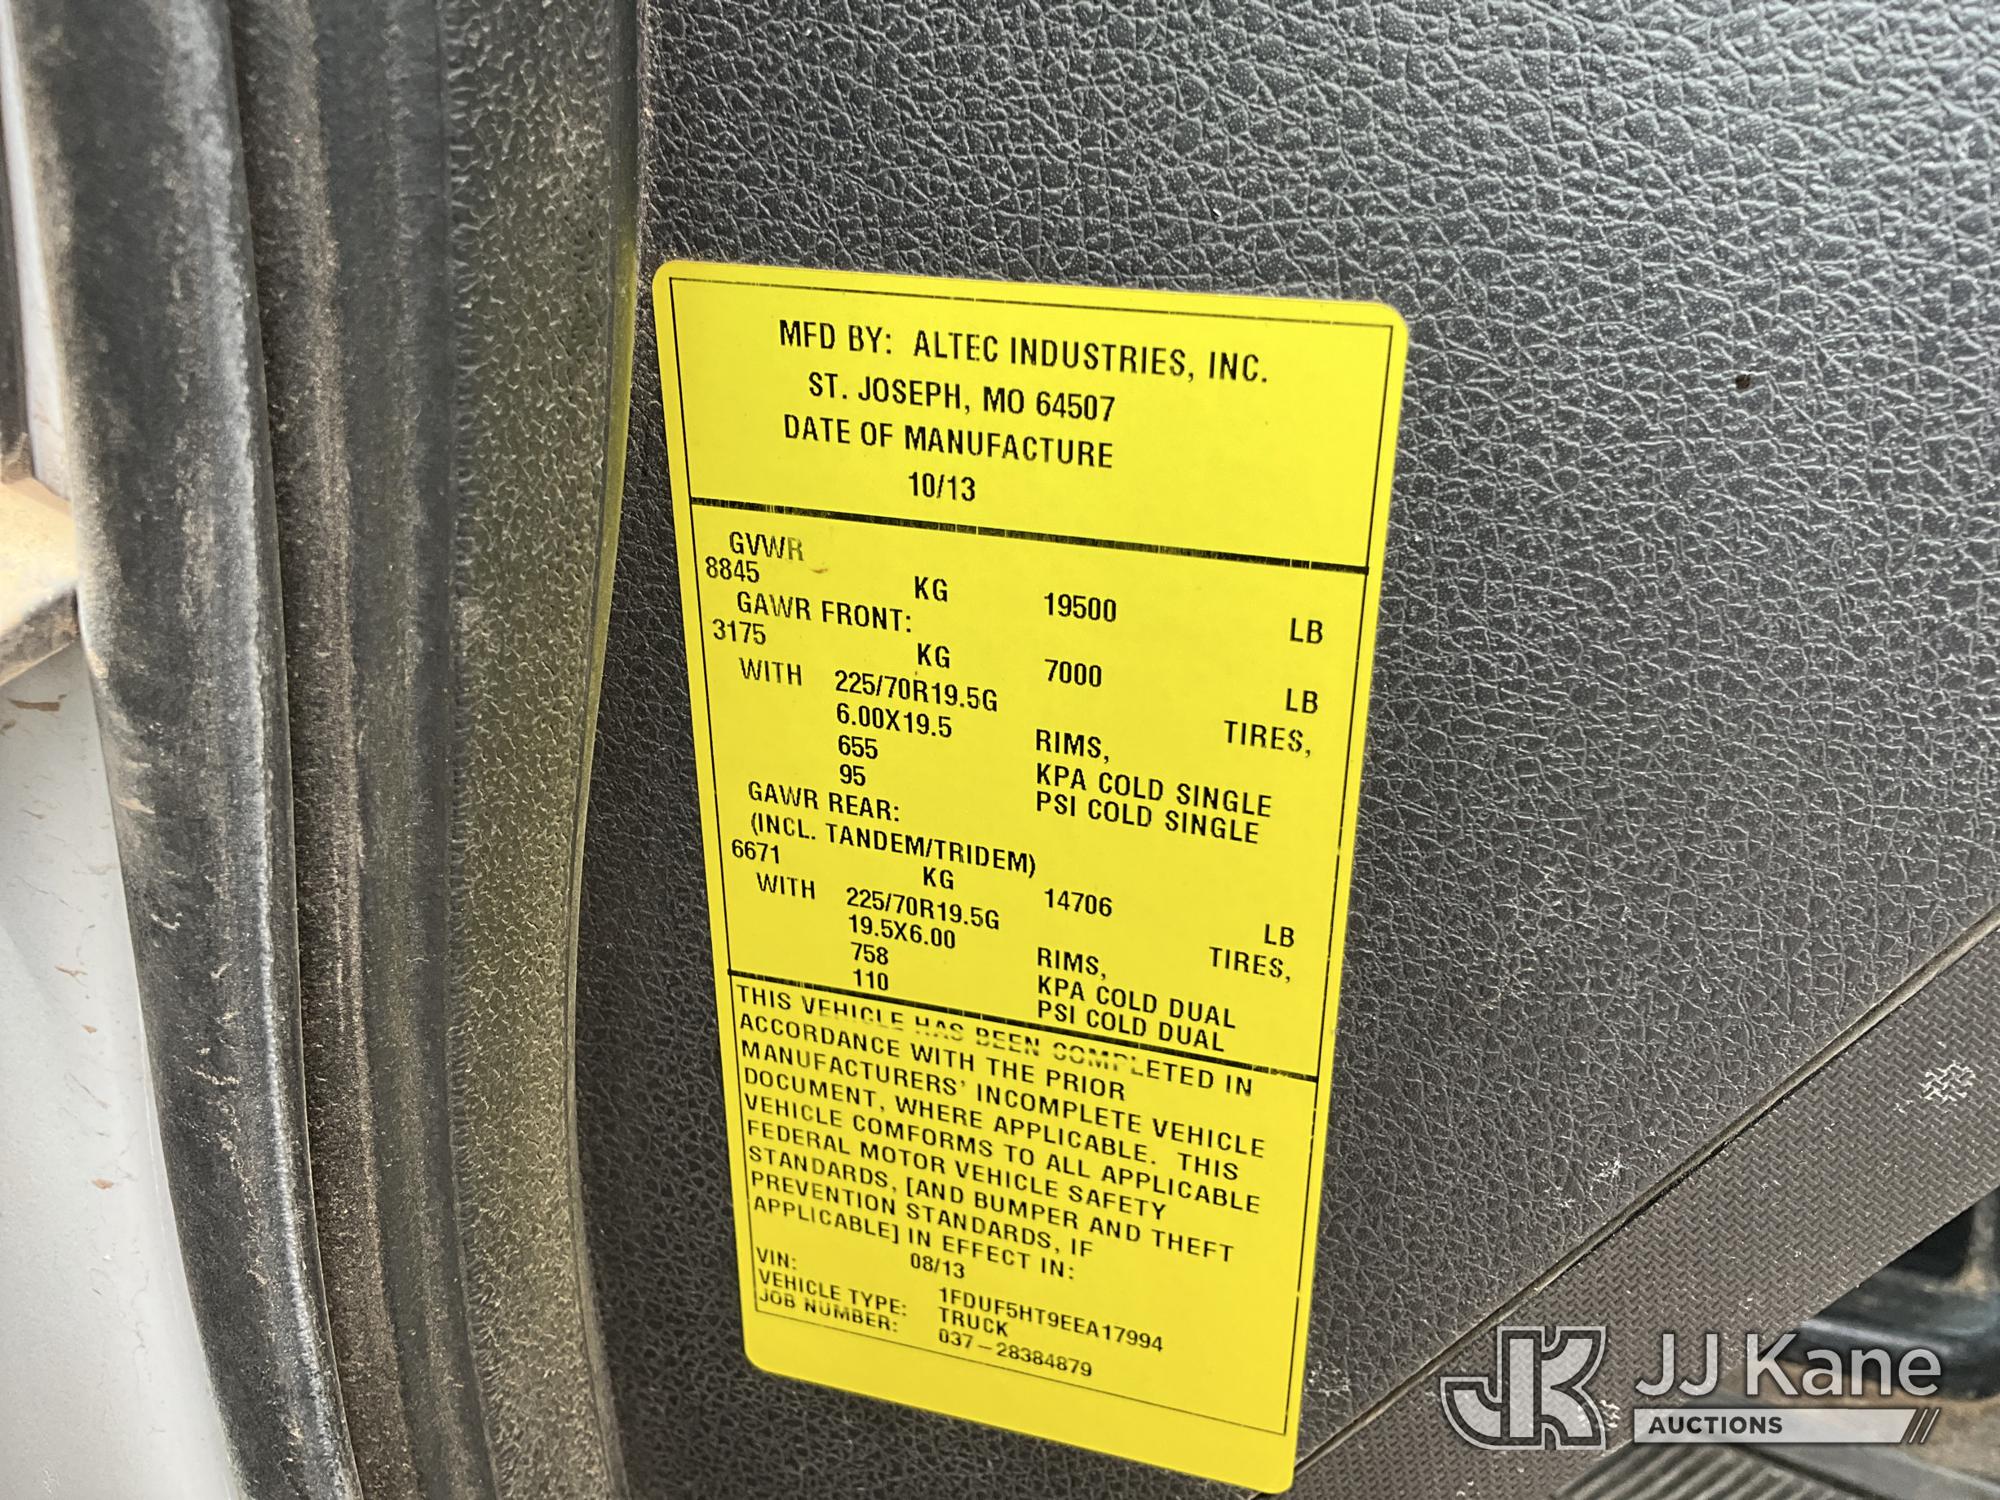 MFD BY: ALTEC INDUSTRIES, INC.
ST. JOSEPH, MO 64507
DATE OF MANUFACTURE
10/13
GVWR
8845 KG 19500 LB
GAWR FRONT:
3175 KG 7000 LB
WITH 225/70R19.5G TIRES,
6.00X19.5 RIMS,
655 KPA COLD SINGLE
95 PSI COLD SINGLE
GAWR REAR:
(INCL. TANDEM/TRIDEM)
6671 KG 14706 LB
WITH 225/70R19.5G TIRES,
19.5X6.00 RIMS,
758 KPA COLD DUAL
110 PSI COLD DUAL
THIS VEHICLE HAS BEEN COMPLETED IN
ACCORDANCE WITH THE PRIOR
MANUFACTURERS' INCOMPLETE VEHICLE
DOCUMENT, WHERE APPLICABLE. THIS
VEHICLE COMFORMS TO ALL APPLICABLE
FEDERAL MOTOR VEHICLE SAFETY
STANDARDS, [AND BUMPER AND THEFT
PREVENTION STANDARDS, IF
APPLICABLE] IN EFFECT IN:
08/13
VIN: 1FDUF5HT9EEA17994
VEHICLE TYPE: TRUCK
JOB NUMBER: 037-28384879
JK JJ Kane
AUCTIONS